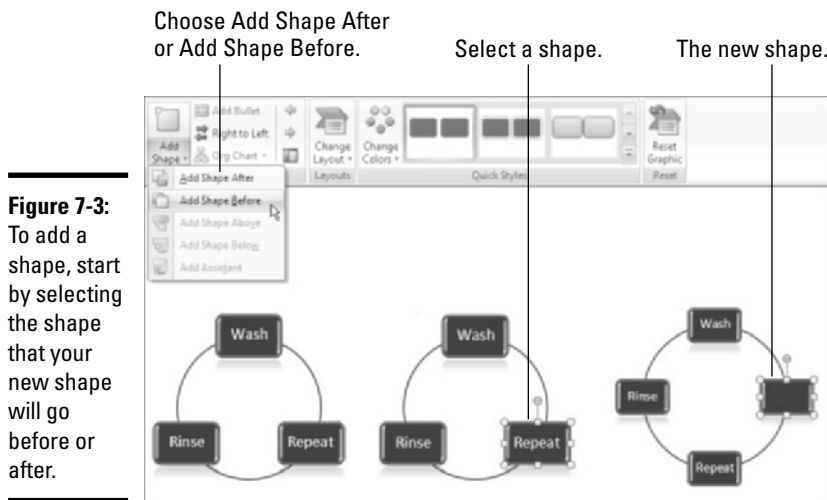 Choose Add Shape After
or Add Shape Before.
Select a shape.
The new shape.
Add Shape
Add Bullet
Right to Left
Org Chart
Change Layout
Layouts
Change Colors
Quick Styles
Reset Graphic
Reset
Add Shape After
Add Shape Before
Add Shape Above
Add Shape Below
Add Assistant
Figure 7-3:
To add a
shape, start
by selecting
the shape
that your
new shape
will go
before or
after.
Wash
Rinse
Repeat
Wash
Rinse
Repeat
Wash
Rinse
Repeat